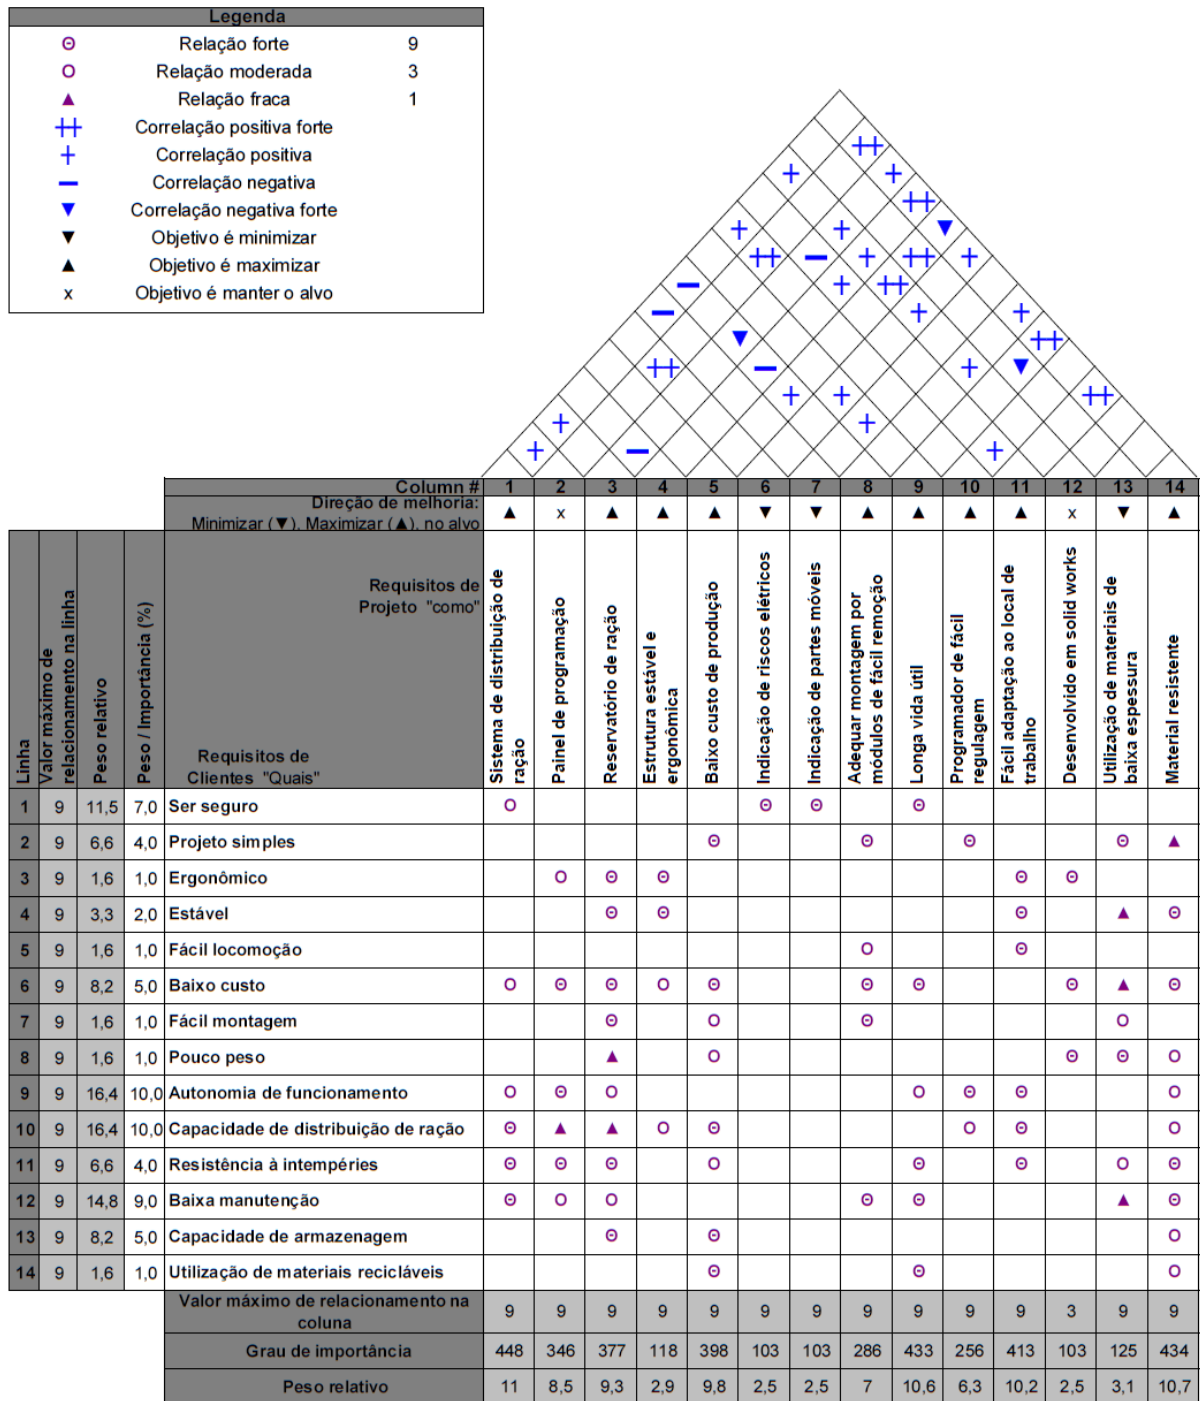 Legenda
Relação forte 9
Relação moderada 3
Relação fraca 1
Correlação positiva forte
Correlação positiva
Correlação negativa
Correlação negativa forte
Objetivo é minimizar
Objetivo é maximizar
x Objetivo é manter o alvo
Column # 1 2 3 4 5 6 7 8 9 10 11 12 13 14
Direção de melhoria:
Minimizar (▼), Maximizar (▲), no alvo ▲ x ▲ ▲ ▲ ▼ ▼ ▲ ▲ ▲ ▲ x ▼ ▲
Linha
Valor máximo de
relacionamento na linha
Peso relativo
Peso / Importância (%)
Requisitos de
Projeto "como"
Requisitos de
Clientes "Quais"
Sistema de distribuição de
ração
Painel de programação
Reservatório de ração
Estrutura estável e
ergonômica
Baixo custo de produção
Indicação de riscos elétricos
Indicação de partes móveis
Adequar montagem por
módulos de fácil remoção
Longa vida útil
Programador de fácil
regulagem
Fácil adaptação ao local de
trabalho
Desenvolvido em solid works
Utilização de materiais de
baixa espessura
Material resistente
1 9 11,5 7,0 Ser seguro
2 9 6,6 4,0 Projeto simples
3 9 1,6 1,0 Ergonômico
4 9 3,3 2,0 Estável
5 9 1,6 1,0 Fácil locomoção
6 9 8,2 5,0 Baixo custo
7 9 1,6 1,0 Fácil montagem
8 9 1,6 1,0 Pouco peso
9 9 16,4 10,0 Autonomia de funcionamento
10 9 16,4 10,0 Capacidade de distribuição de ração
11 9 6,6 4,0 Resistência à intempéries
12 9 14,8 9,0 Baixa manutenção
13 9 8,2 5,0 Capacidade de armazenagem
14 9 1,6 1,0 Utilização de materiais recicláveis
Valor máximo de relacionamento na
coluna 9 9 9 9 9 9 9 9 9 9 9 3 9 9
Grau de importância 448 346 377 118 398 103 103 286 433 256 413 103 125 434
Peso relativo 11 8,5 9,3 2,9 9,8 2,5 2,5 7 10,6 6,3 10,2 2,5 3,1 10,7